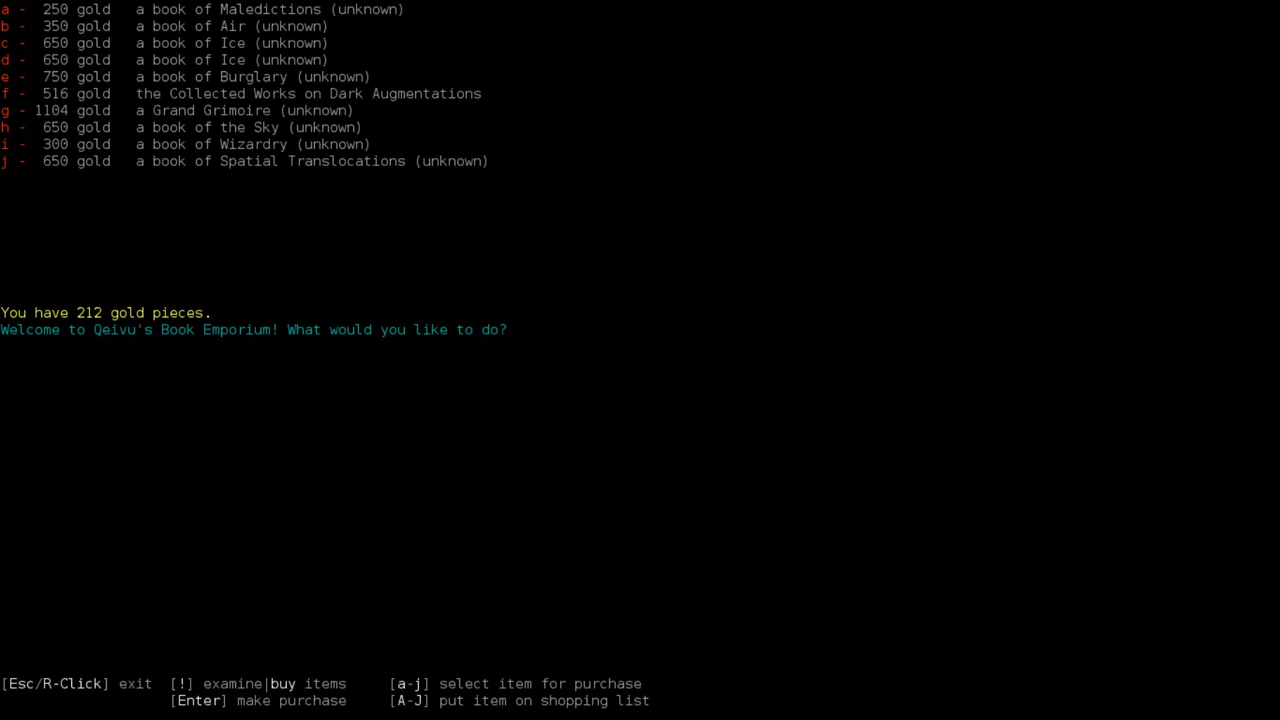 a -  250 gold   a book of Maledictions (unknown)
b -  350 gold   a book of Air (unknown)
c -  650 gold   a book of Ice (unknown)
d -  650 gold   a book of Ice (unknown)
e -  750 gold   a book of Burglary (unknown)
f -  516 gold   the Collected Works on Dark Augmentations
g - 1104 gold   a Grand Grimoire (unknown)
h -  650 gold   a book of the Sky (unknown)
i -  300 gold   a book of Wizardry (unknown)
j -  650 gold   a book of Spatial Translocations (unknown)
You have 212 gold pieces.
Welcome to Qeivu's Book Emporium! What would you like to do?
[Esc/R-Click] exit  [!] examine|buy items     [a-j] select item for purchase
[Enter] make purchase     [A-J] put item on shopping list